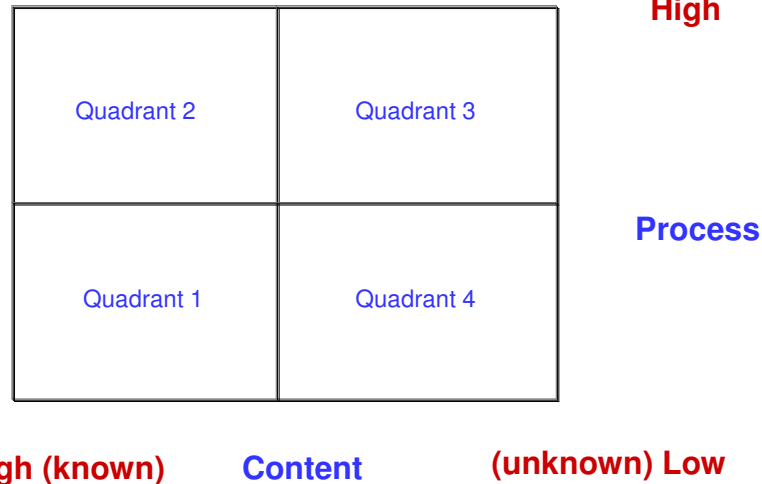 High
Quadrant 2 Quadrant 3
Process
Quadrant 1 Quadrant 4
gh (known) Content (unknown) Low